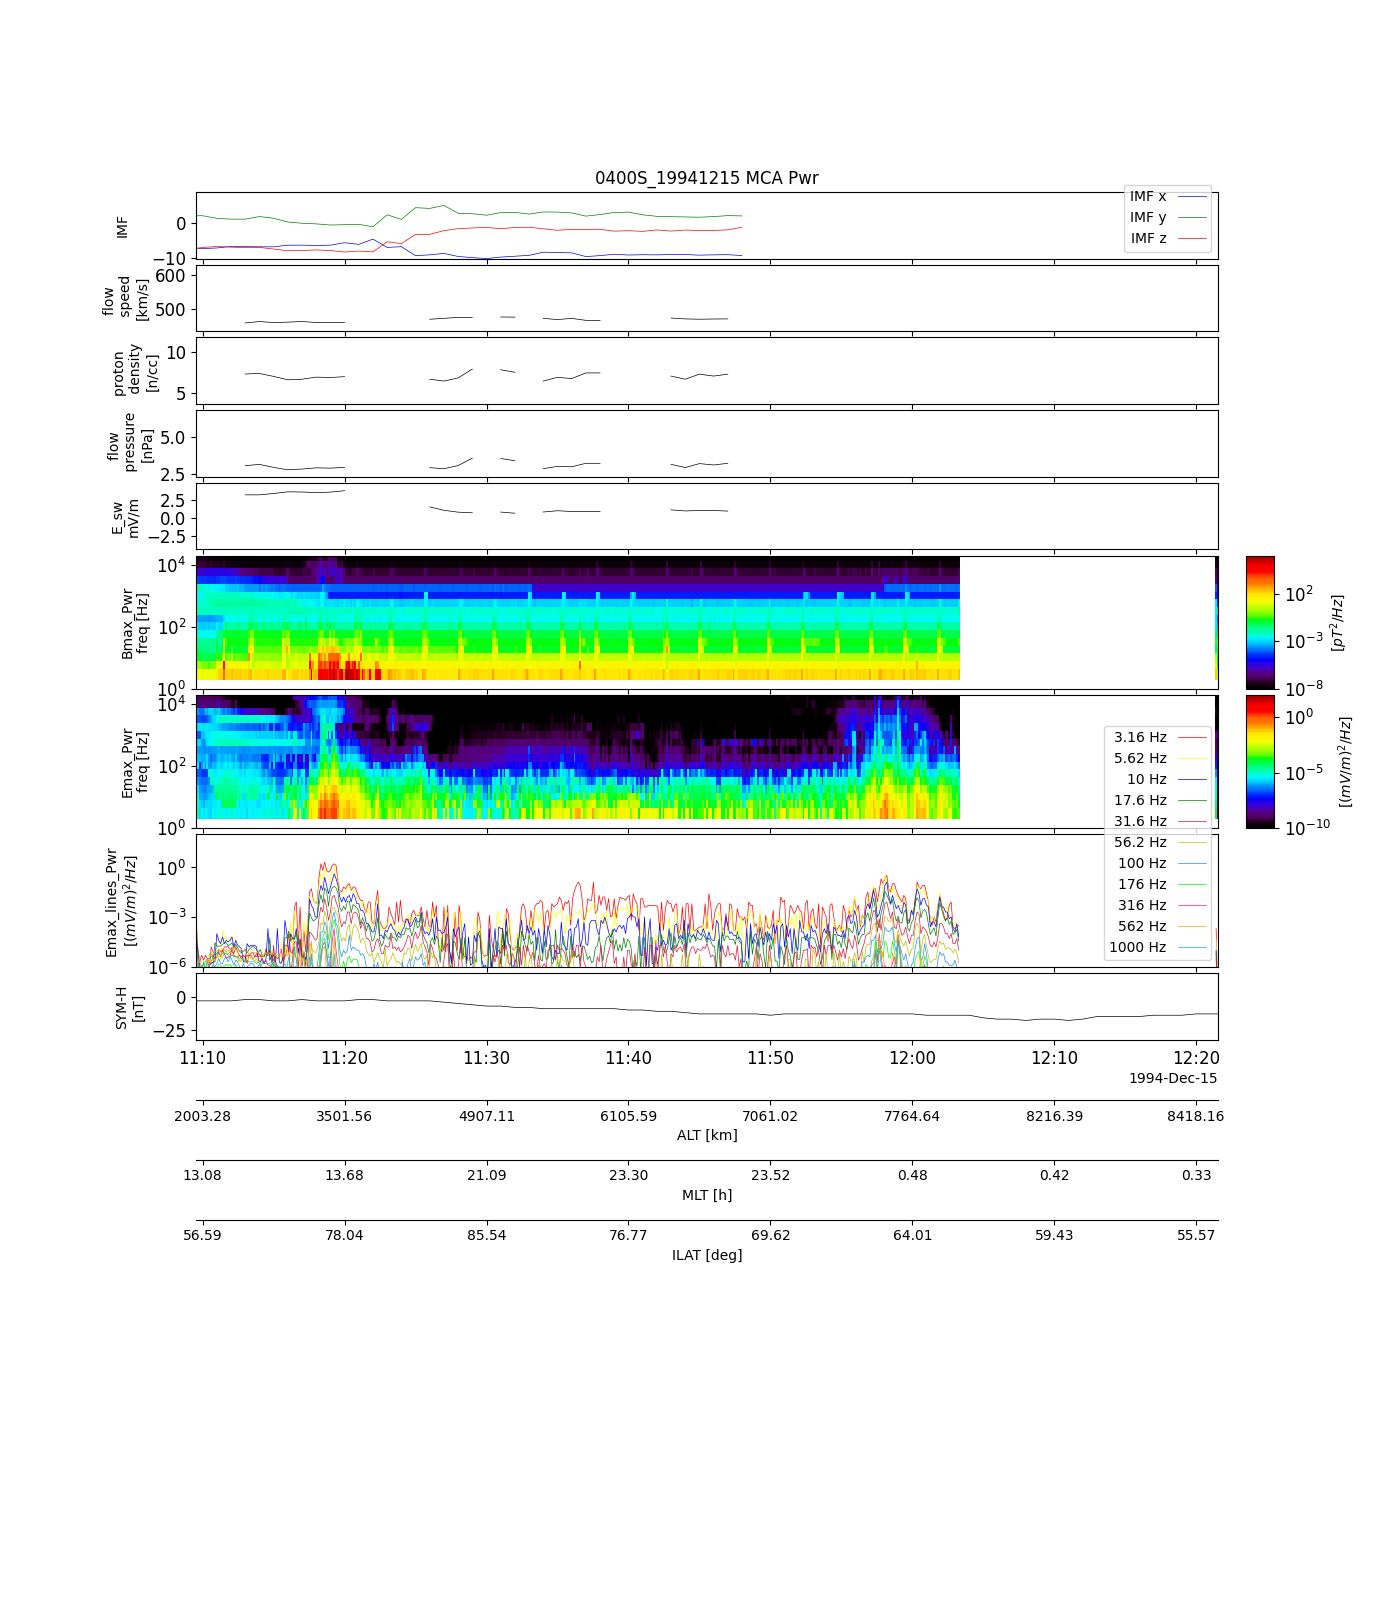 0400S_19941215 MCA Pwr
IMF
0
−10
IMF x
IMF y
IMF z
flow
speed
[km/s]
600
500
proton
density
[n/cc]
10
5
flow
pressure
[nPa]
5.0
2.5
E_sw
mV/m
2.5
0.0
−2.5
Bmax_Pwr
freq [Hz]
10^4
10^2
10^0
10^2
10^−3
10^−8
[pT^2/Hz]
Emax_Pwr
freq [Hz]
10^4
10^2
10^0
10^0
10^−5
10^−10
[(mV/m)^2/Hz]
3.16 Hz
5.62 Hz
10 Hz
17.6 Hz
31.6 Hz
56.2 Hz
100 Hz
176 Hz
316 Hz
562 Hz
1000 Hz
Emax_lines_Pwr
[(mV/m)^2/Hz]
10^0
10^−3
10^−6
SYM-H
[nT]
0
−25
11:10 11:20 11:30 11:40 11:50 12:00 12:10 12:20
1994-Dec-15
2003.28 3501.56 4907.11 6105.59 7061.02 7764.64 8216.39 8418.16
ALT [km]
13.08 13.68 21.09 23.30 23.52 0.48 0.42 0.33
MLT [h]
56.59 78.04 85.54 76.77 69.62 64.01 59.43 55.57
ILAT [deg]